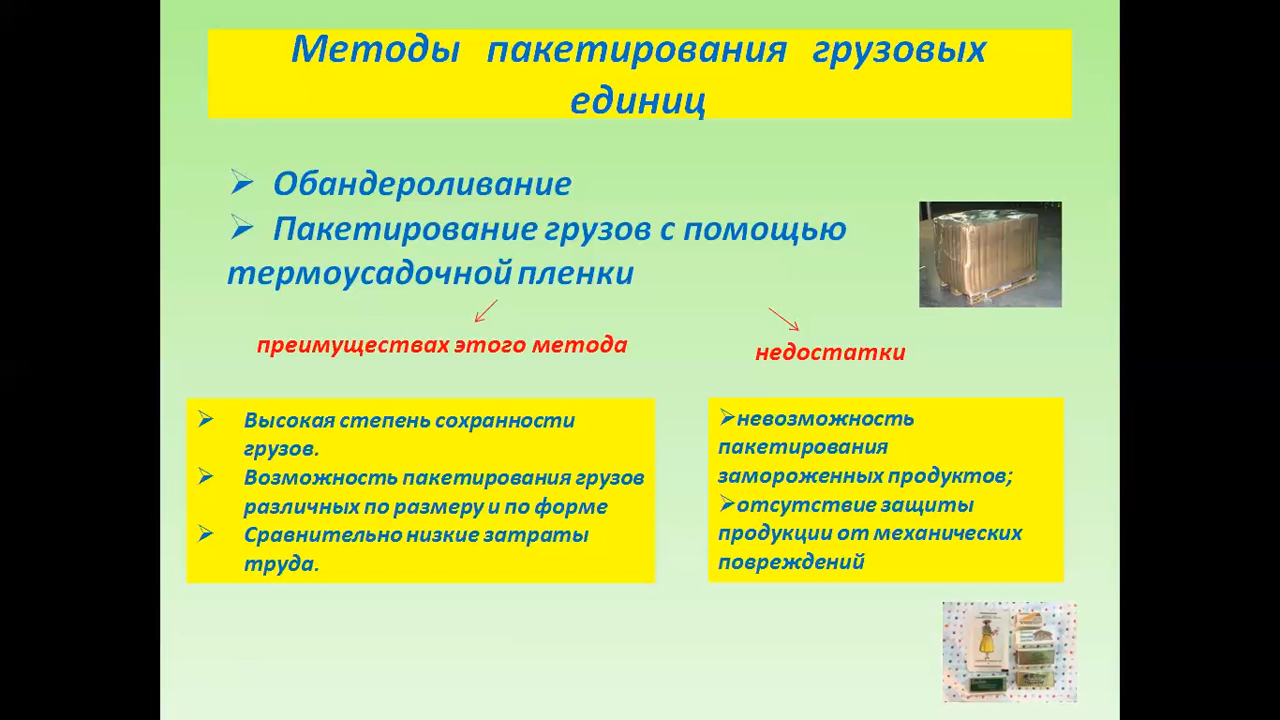 Методы пакетирования грузовых
единиц
Обандероливание
Пакетирование грузов с помощью
термоусадочной пленки
преимуществах этого метода
недостатки
Высокая степень сохранности
грузов.
Возможность пакетирования грузов
различных по размеру и по форме
Сравнительно низкие затраты
труда.
невозможность
пакетирования
замороженных продуктов;
отсутствие защиты
продукции от механических
повреждений